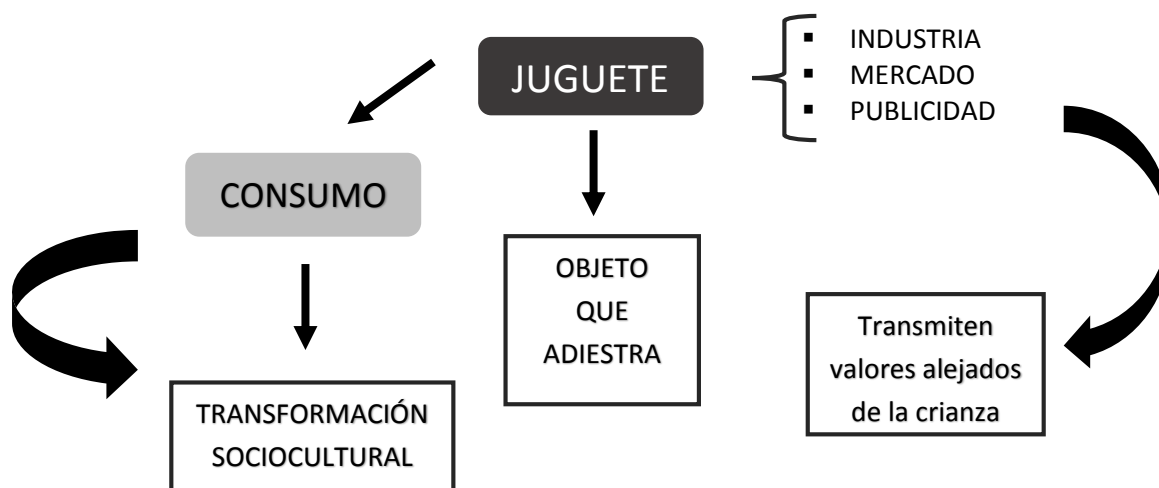 JUGUETE
▪ INDUSTRIA
▪ MERCADO
▪ PUBLICIDAD
CONSUMO
OBJETO
QUE
ADIESTRA
Transmiten
valores alejados
de la crianza
TRANSFORMACIÓN
SOCIOCULTURAL